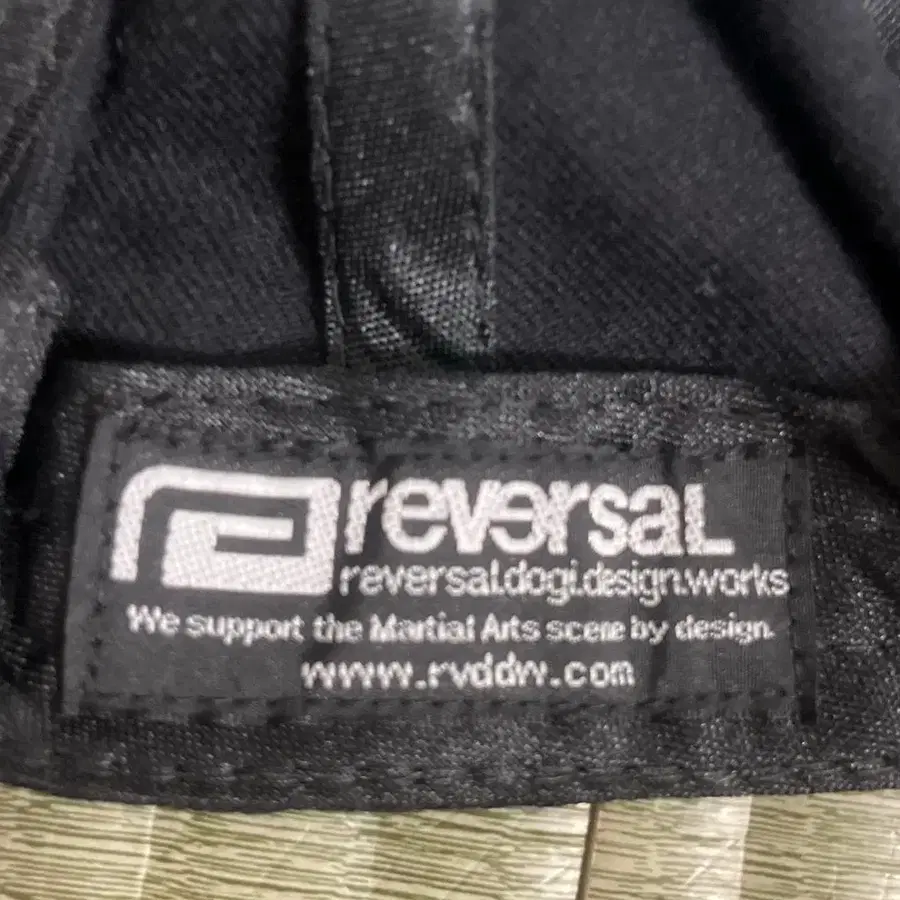 reversal
reversal.dogi.design.works
We support the Martial Arts scene by design.
www.rvddw.com